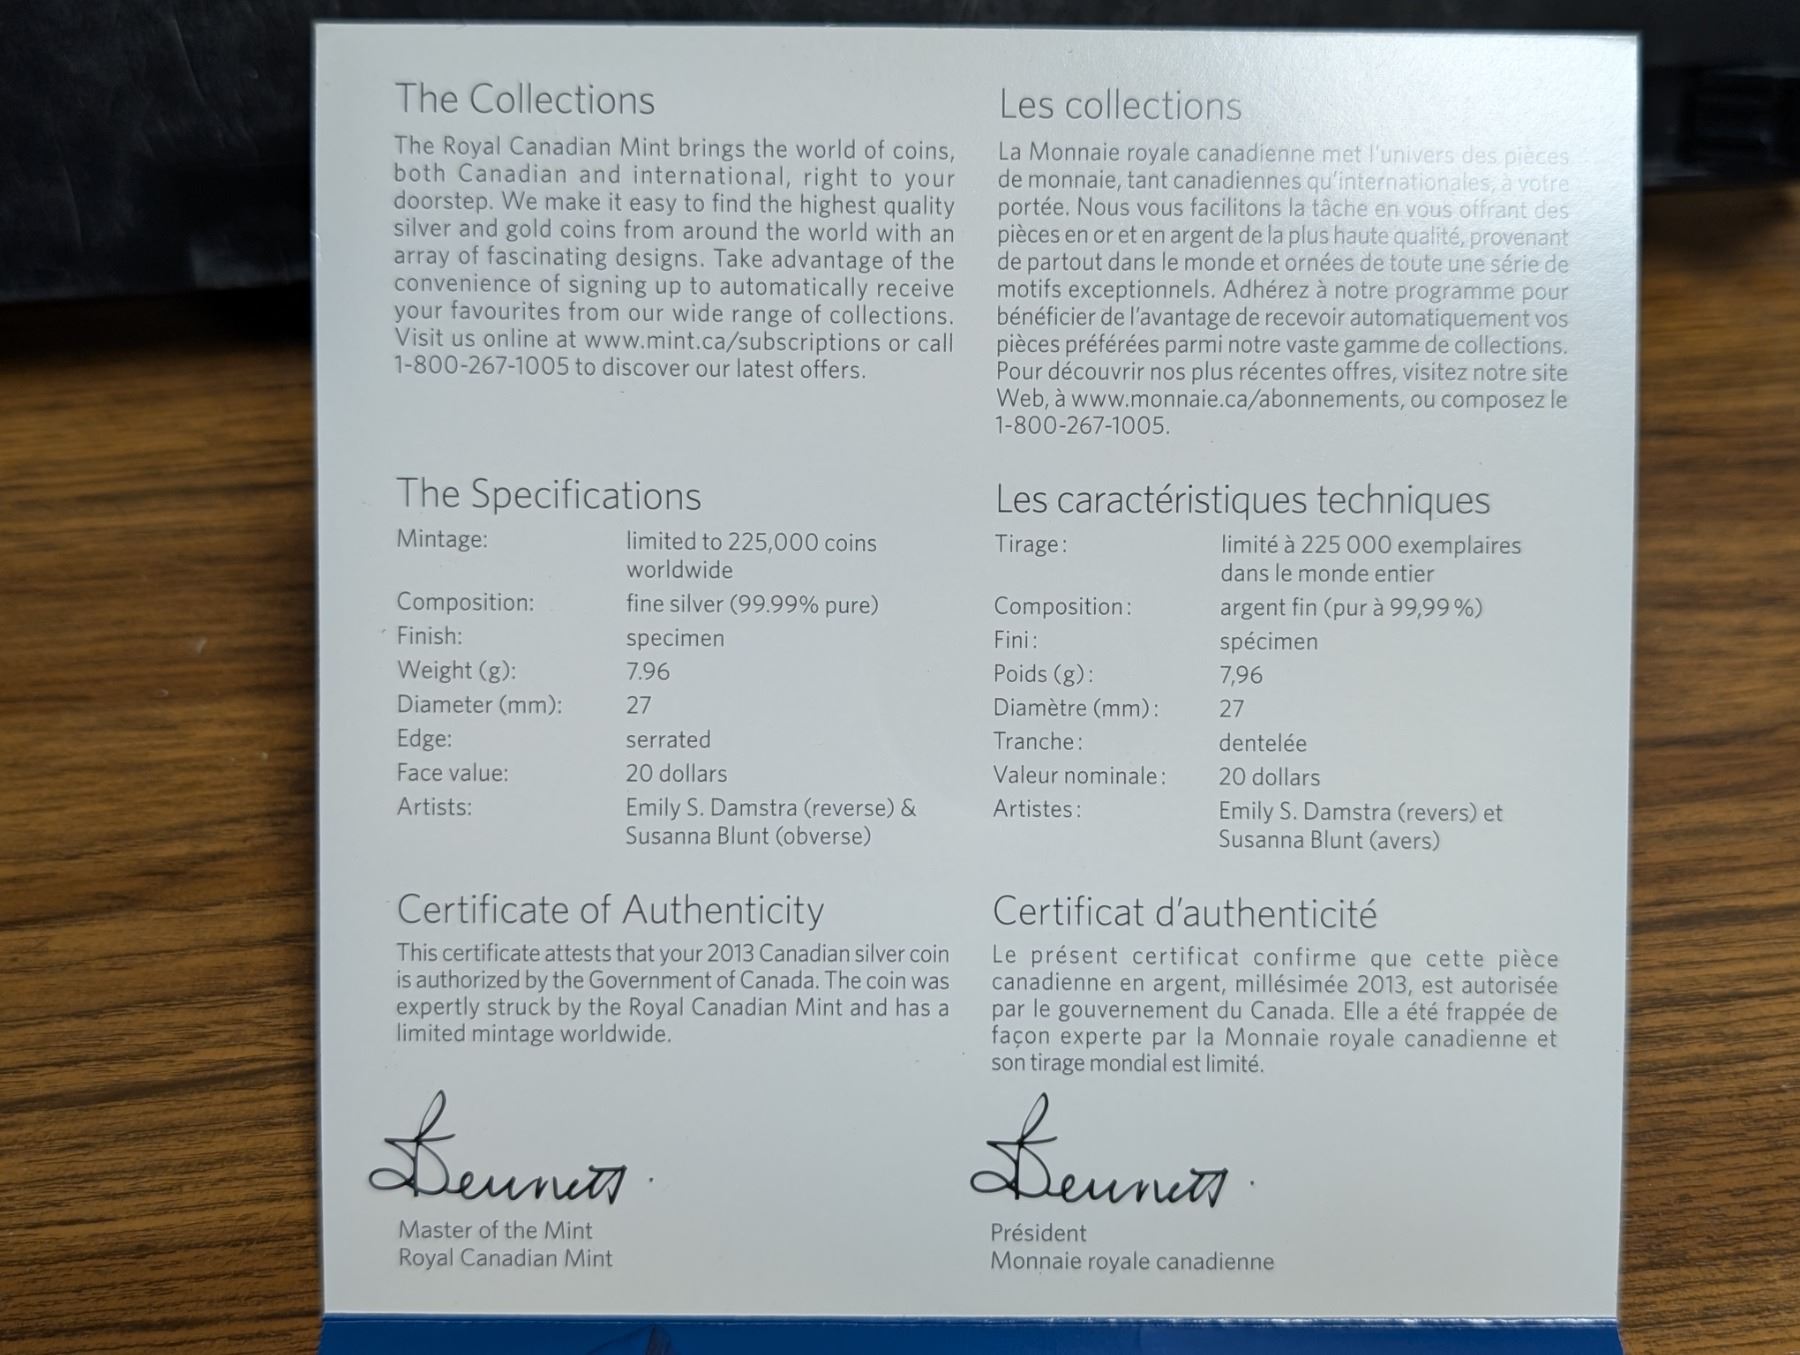 The Collections
The Royal Canadian Mint brings the world of coins,
both Canadian and international, right to your
doorstep. We make it easy to find the highest quality
silver and gold coins from around the world with an
array of fascinating designs. Take advantage of the
convenience of signing up to automatically receive
your favourites from our wide range of collections.
Visit us online at www.mint.ca/subscriptions or call
1-800-267-1005 to discover our latest offers.
The Specifications
Mintage: limited to 225,000 coins
worldwide
Composition: fine silver (99.99% pure)
Finish: specimen
Weight (g): 7.96
Diameter (mm): 27
Edge: serrated
Face value: 20 dollars
Artists: Emily S. Damstra (reverse) &
Susanna Blunt (obverse)
Certificate of Authenticity
This certificate attests that your 2013 Canadian silver coin
is authorized by the Government of Canada. The coin was
expertly struck by the Royal Canadian Mint and has a
limited mintage worldwide.
Bennett
Master of the Mint
Royal Canadian Mint
Les collections
La Monnaie royale canadienne met l'univers des pièces
de monnaie, tant canadiennes qu'internationales, à votre
portée. Nous vous facilitons la tâche en vous offrant des
pièces en or et en argent de la plus haute qualité, provenant
de partout dans le monde et ornées de toute une série de
motifs exceptionnels. Adhérez à notre programme pour
bénéficier de l'avantage de recevoir automatiquement vos
pièces préférées parmi notre vaste gamme de collections.
Pour découvrir nos plus récentes offres, visitez notre site
Web, à www.monnaie.ca/abonnements, ou composez le
1-800-267-1005.
Les caractéristiques techniques
Tirage : limité à 225 000 exemplaires
dans le monde entier
Composition : argent fin (pur à 99,99 %)
Fini : spécimen
Poids (g) : 7,96
Diamètre (mm) : 27
Tranche : dentelée
Valeur nominale : 20 dollars
Artistes : Emily S. Damstra (revers) et
Susanna Blunt (avers)
Certificat d'authenticité
Le présent certificat confirme que cette pièce
canadienne en argent, millésimée 2013, est autorisée
par le gouvernement du Canada. Elle a été frappée de
façon experte par la Monnaie royale canadienne et
son tirage mondial est limité.
Bennett
Président
Monnaie royale canadienne